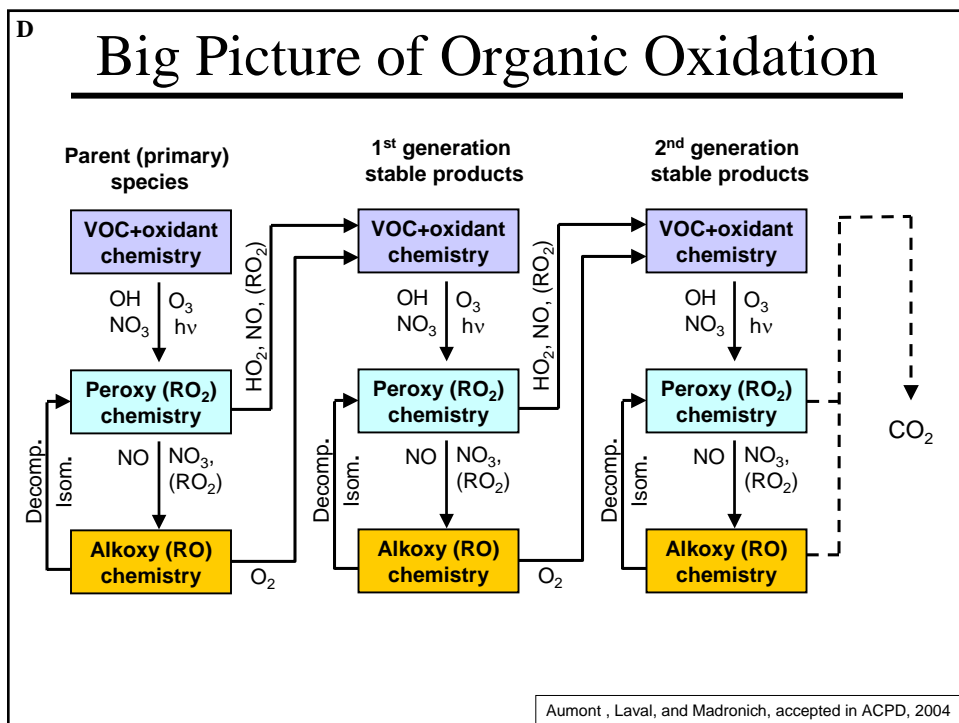 D
Big Picture of Organic Oxidation
Parent (primary)
species
1st generation
stable products
2nd generation
stable products
VOC+oxidant
chemistry
VOC+oxidant
chemistry
VOC+oxidant
chemistry
OH
NO3
O3
hν
HO2, NO, (RO2)
OH
NO3
O3
hν
HO2, NO, (RO2)
OH
NO3
O3
hν
Peroxy (RO2)
chemistry
Peroxy (RO2)
chemistry
Peroxy (RO2)
chemistry
CO2
Decomp.
Isom.
NO
NO3,
(RO2)
Decomp.
Isom.
NO
NO3,
(RO2)
Decomp.
Isom.
NO
NO3,
(RO2)
Alkoxy (RO)
chemistry
O2
Alkoxy (RO)
chemistry
O2
Alkoxy (RO)
chemistry
Aumont , Laval, and Madronich, accepted in ACPD, 2004